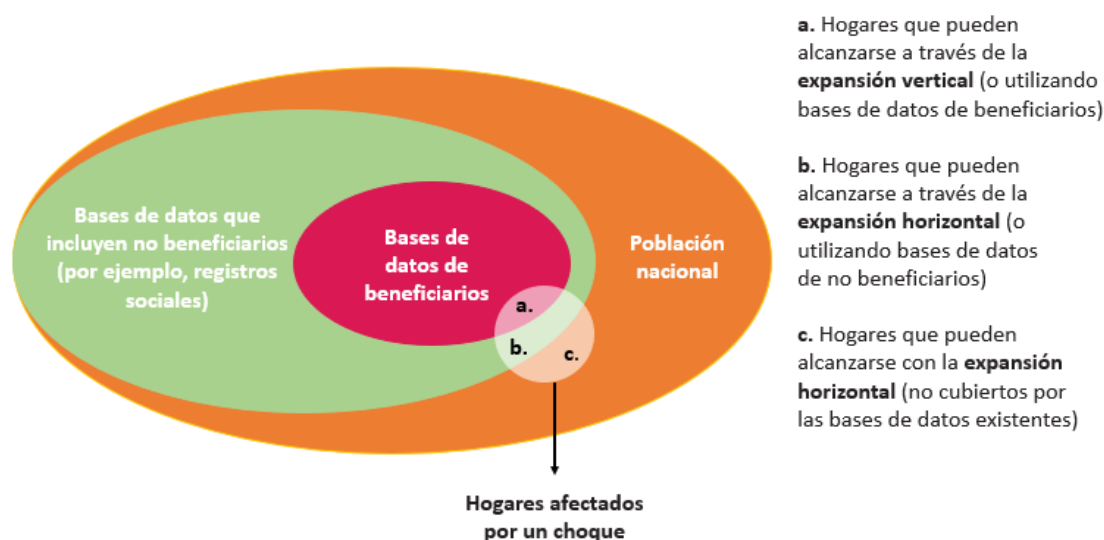 Bases de datos que
incluyen no beneficiarios
(por ejemplo, registros
sociales)
Bases de
datos de
beneficiarios
Población
nacional
a.
b.
c.
Hogares afectados
por un choque
a. Hogares que pueden
alcanzarse a través de la
expansión vertical (o utilizando
bases de datos de beneficiarios)
b. Hogares que pueden
alcanzarse a través de la
expansión horizontal (o
utilizando bases de datos
de no beneficiarios)
c. Hogares que pueden
alcanzarse con la expansión
horizontal (no cubiertos por
las bases de datos existentes)